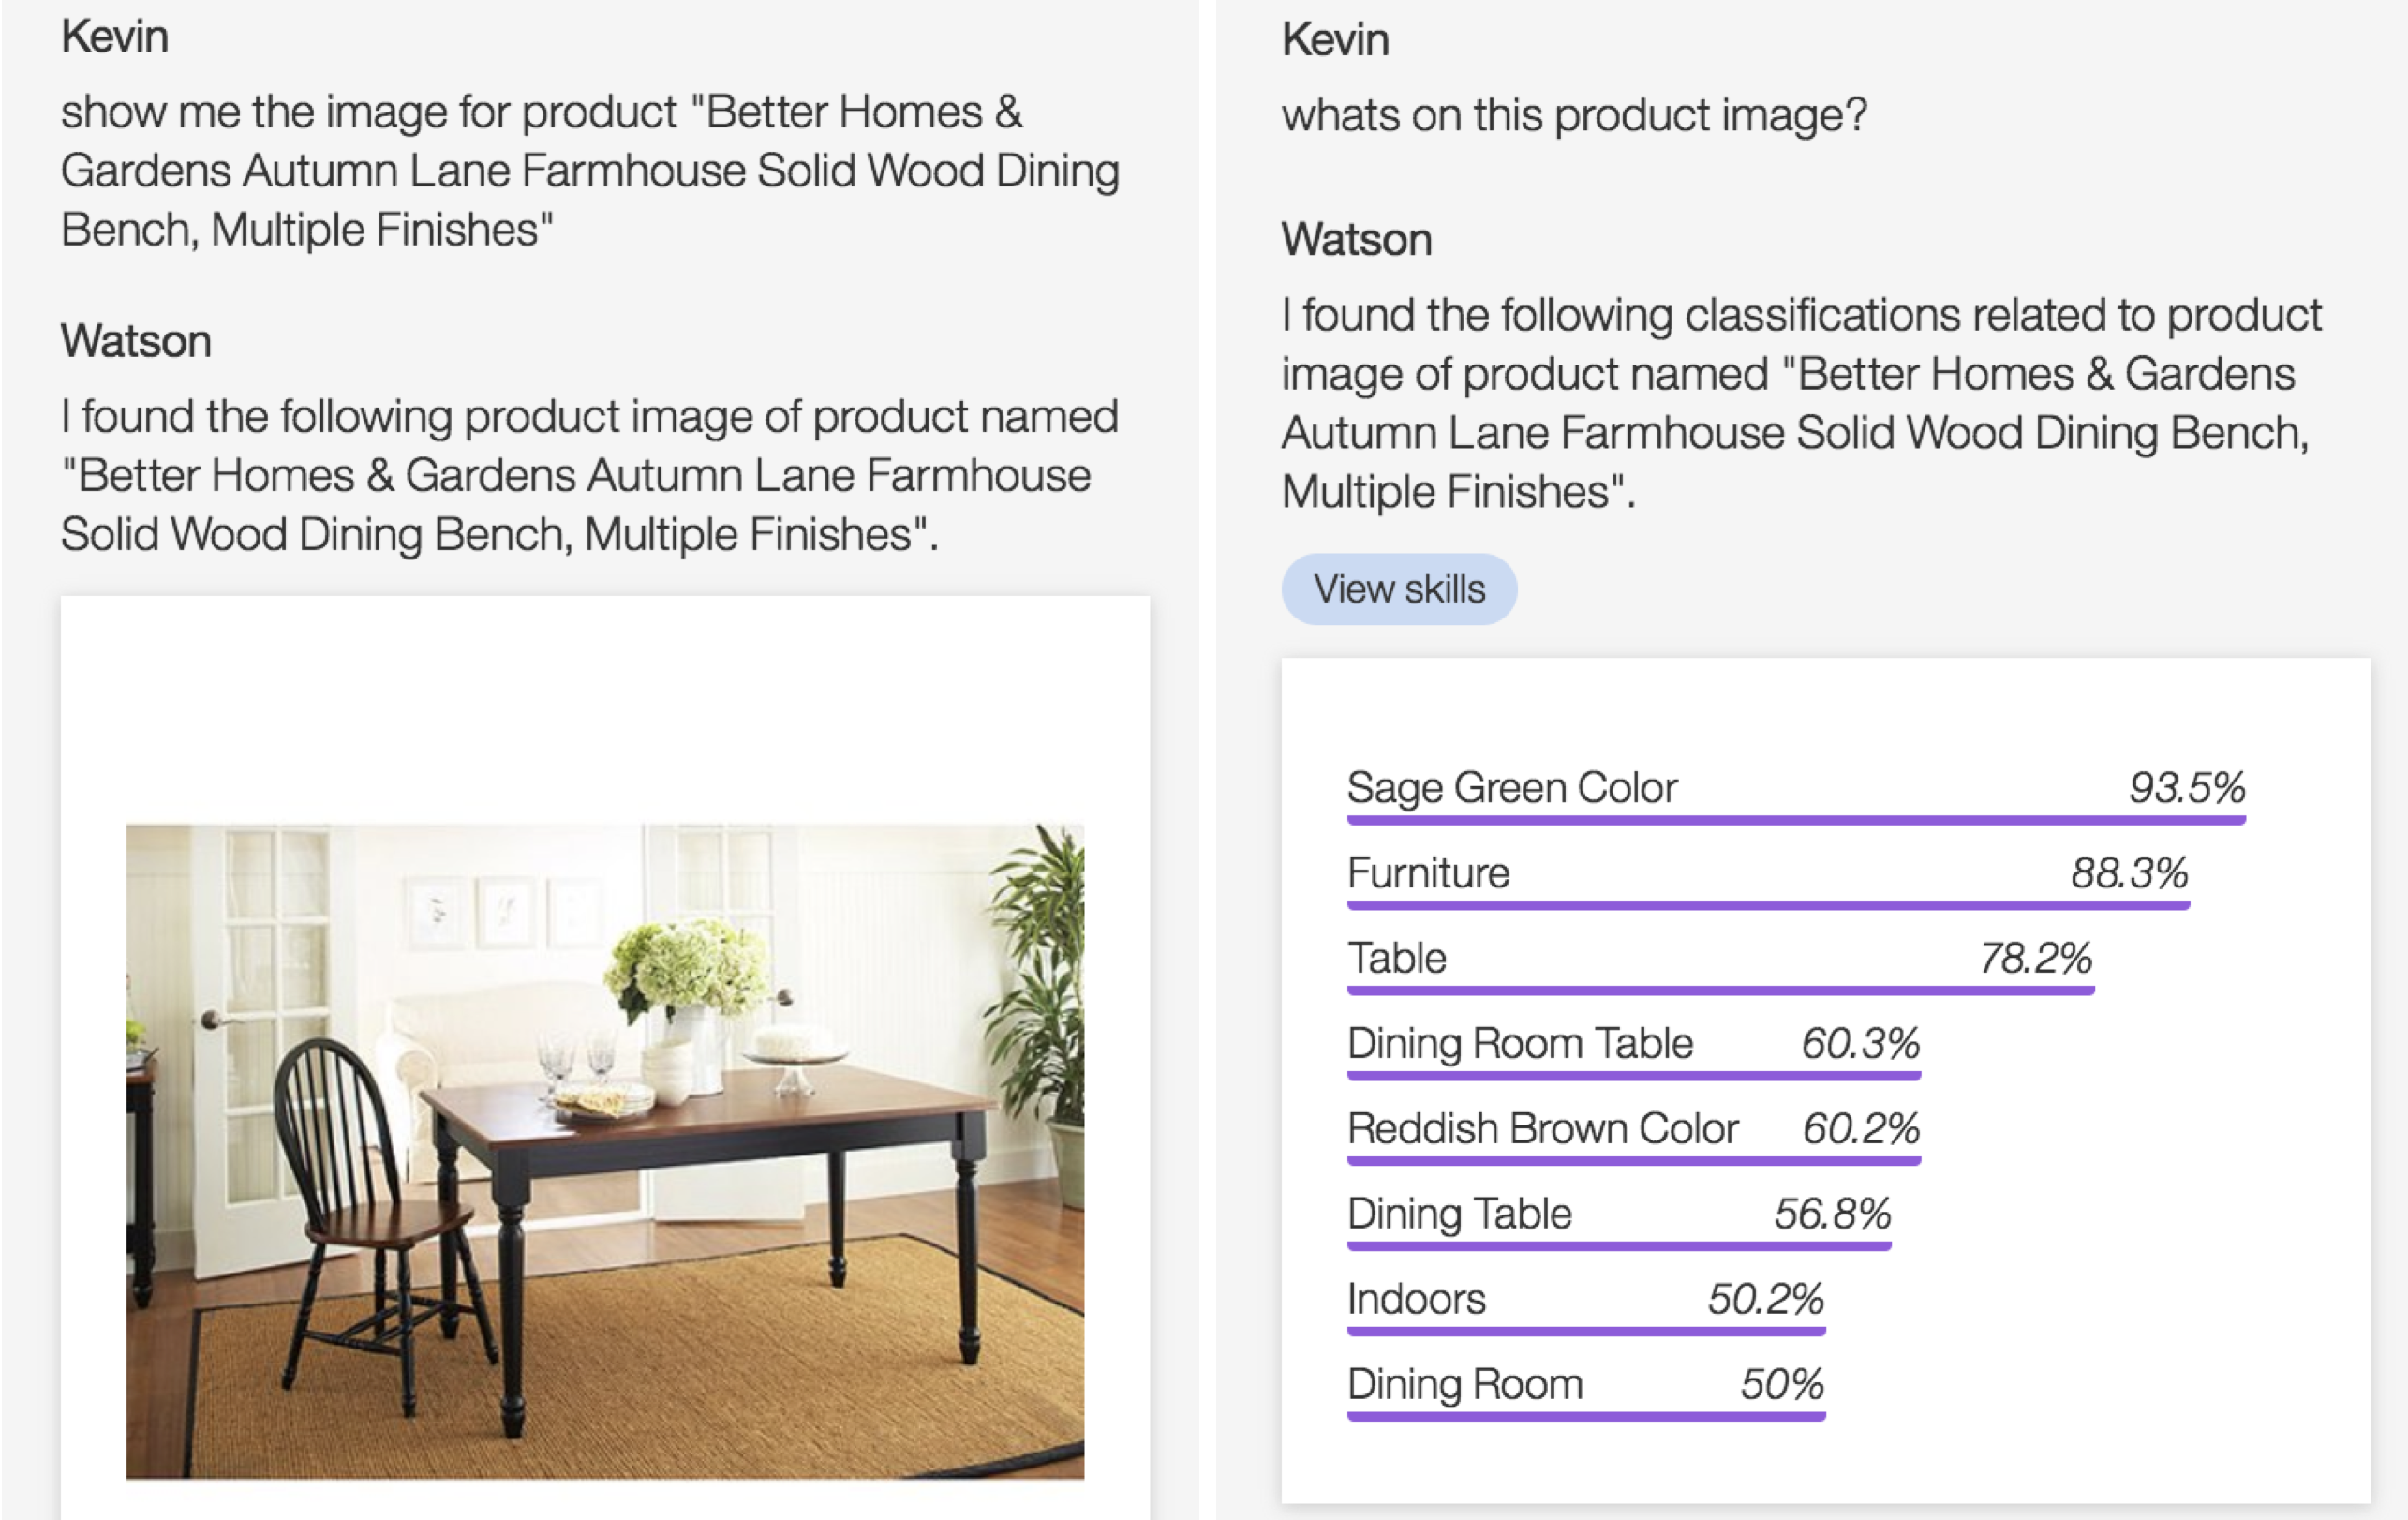 Kevin
show me the image for product "Better Homes &
Gardens Autumn Lane Farmhouse Solid Wood Dining
Bench, Multiple Finishes"
Watson
I found the following product image of product named
"Better Homes & Gardens Autumn Lane Farmhouse
Solid Wood Dining Bench, Multiple Finishes".
Kevin
whats on this product image?
Watson
I found the following classifications related to product
image of product named "Better Homes & Gardens
Autumn Lane Farmhouse Solid Wood Dining Bench,
Multiple Finishes".
View skills
Sage Green Color 93.5%
Furniture 88.3%
Table 78.2%
Dining Room Table 60.3%
Reddish Brown Color 60.2%
Dining Table 56.8%
Indoors 50.2%
Dining Room 50%